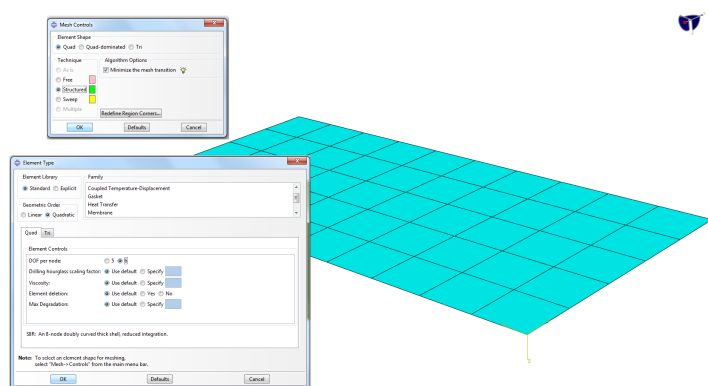 Mesh Controls
Element Shape
Quad Quad-dominated Tri
Technique
Algorithm Options
As is
Minimize the mesh transition
Free
Structured
Sweep
Multiple
Redefine Region Corners...
OK Defaults Cancel
Element Type
Element Library
Family
Standard Explicit
Coupled Temperature-Displacement
Gasket
Geometric Order
Heat Transfer
Linear Quadratic
Membrane
Quad Tri
Element Controls
DOF per node: 5 6
Drilling hourglass scaling factor: Use default Specify
Viscosity: Use default Specify
Element deletion: Use default Yes No
Max Degradation: Use default Specify
S8R: An 8-node doubly curved thick shell, reduced integration.
Note: To select an element shape for meshing,
select "Mesh->Controls" from the main menu bar.
OK Defaults Cancel